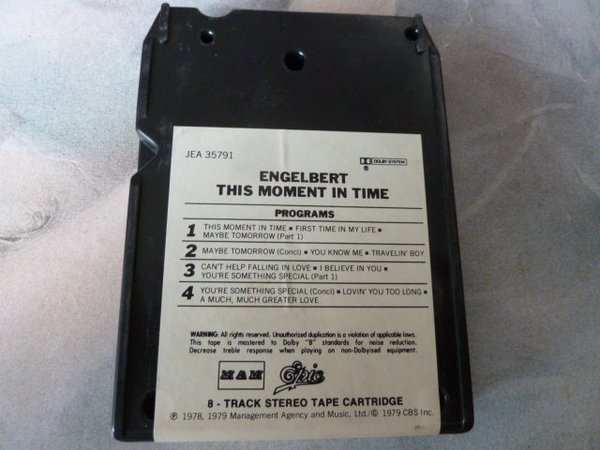 JEA 35791
DOLBY SYSTEM
®
ENGELBERT
THIS MOMENT IN TIME
PROGRAMS
1 THIS MOMENT IN TIME ▪ FIRST TIME IN MY LIFE ▪
MAYBE TOMORROW (Part 1)
2 MAYBE TOMORROW (Concl) ▪ YOU KNOW ME ▪ TRAVELIN' BOY
3 CAN'T HELP FALLING IN LOVE ▪ I BELIEVE IN YOU ▪
YOU'RE SOMETHING SPECIAL (Part 1)
4 YOU'RE SOMETHING SPECIAL (Concl) ▪ LOVIN' YOU TOO LONG ▪
A MUCH, MUCH GREATER LOVE
WARNING: All rights reserved. Unauthorized duplication is a violation of applicable laws.
This tape is mastered to Dolby "B" standards for noise reduction.
Decrease treble response when playing on non-Dolbyised equipment.
MAM Epic
8 - TRACK STEREO TAPE CARTRIDGE
℗ 1978, 1979 Management Agency and Music, Ltd./© 1979 CBS Inc.